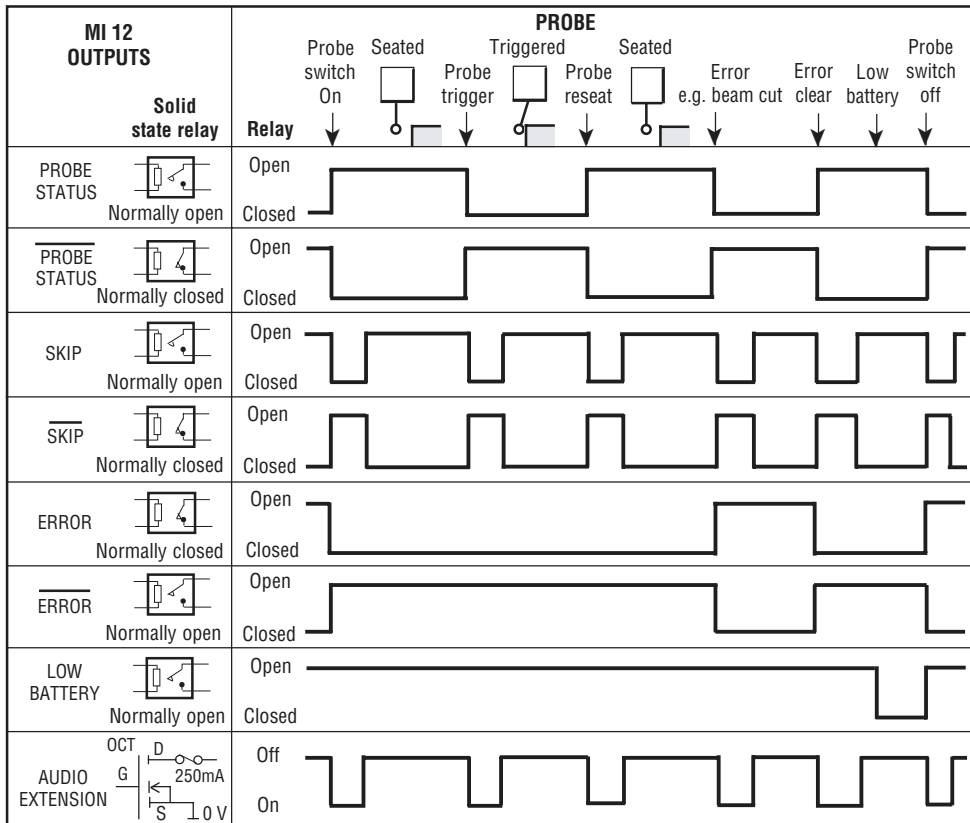 MI 12
OUTPUTS
Solid
state relay
Relay
PROBE
Probe
switch
On
Seated
Probe
trigger
Triggered
Probe
reseat
Seated
Error
e.g. beam cut
Error
clear
Low
battery
Probe
switch
off
PROBE
STATUS
Normally open
Open
Closed
PROBE
STATUS
Normally closed
Open
Closed
SKIP
Normally open
Open
Closed
SKIP
Normally closed
Open
Closed
ERROR
Normally closed
Open
Closed
ERROR
Normally open
Open
Closed
LOW
BATTERY
Normally open
Open
Closed
AUDIO
EXTENSION
OCT
D
G
250mA
S
0 V
Off
On